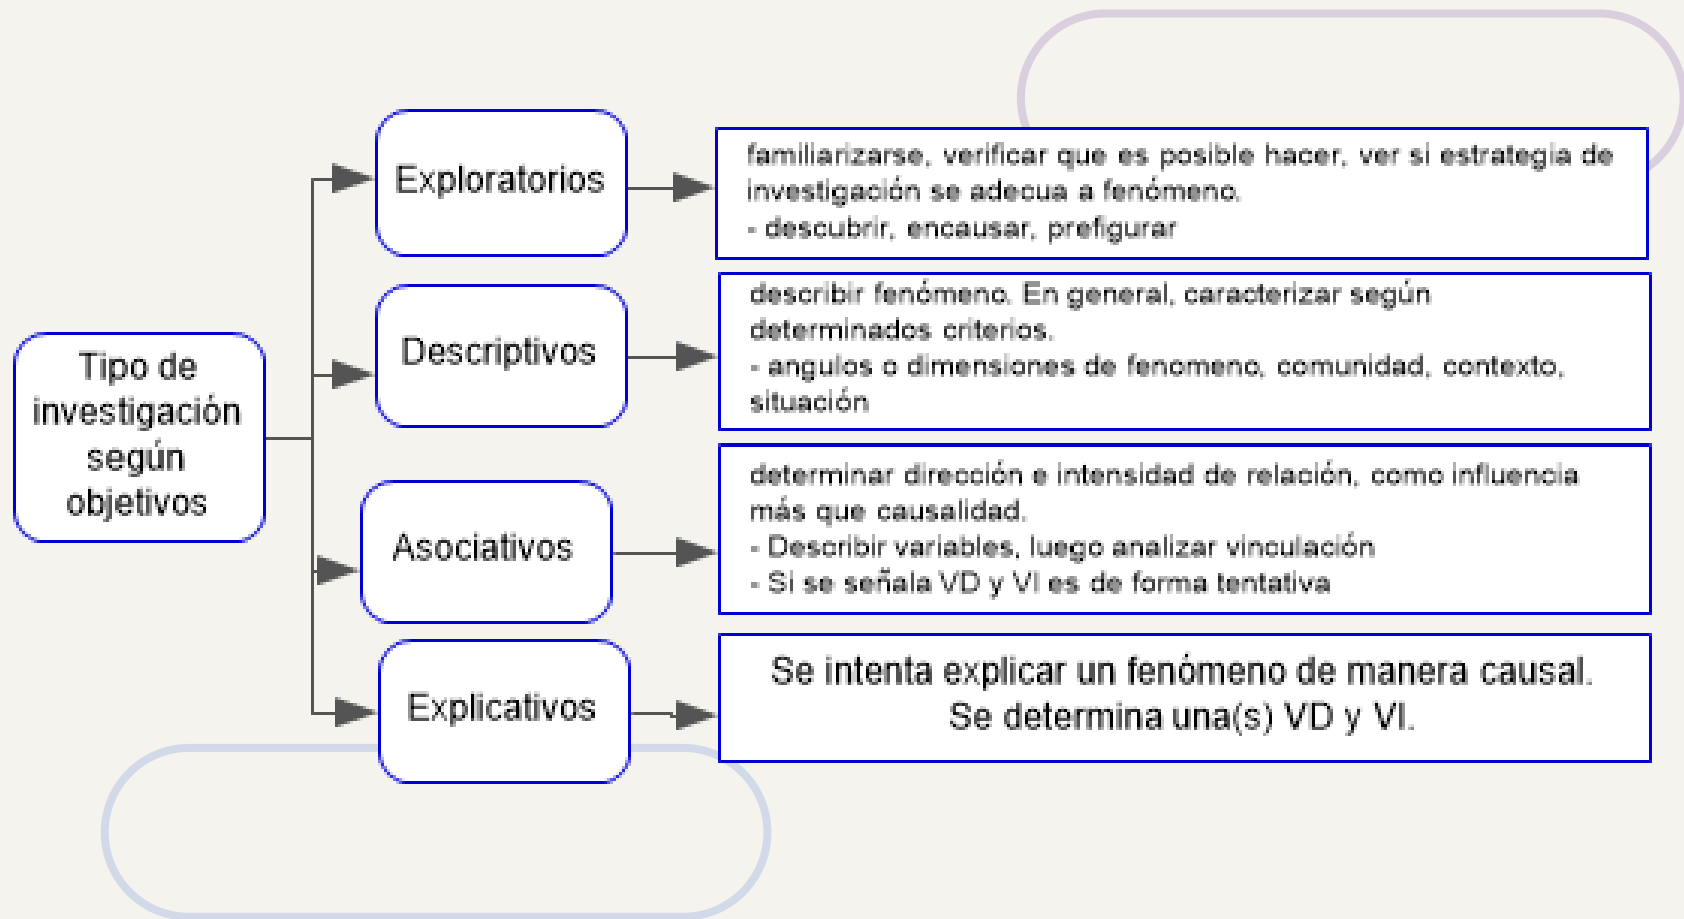 Tipo de
investigación
según
objetivos
Exploratorios
familiarizarse, verificar que es posible hacer, ver si estrategia de
investigación se adecua a fenómeno.
- descubrir, encausar, prefigurar
Descriptivos
describir fenómeno. En general, caracterizar según
determinados criterios.
- angulos o dimensiones de fenomeno, comunidad, contexto,
situación
Asociativos
determinar dirección e intensidad de relación, como influencia
más que causalidad.
- Describir variables, luego analizar vinculación
- Si se señala VD y VI es de forma tentativa
Explicativos
Se intenta explicar un fenómeno de manera causal.
Se determina una(s) VD y VI.